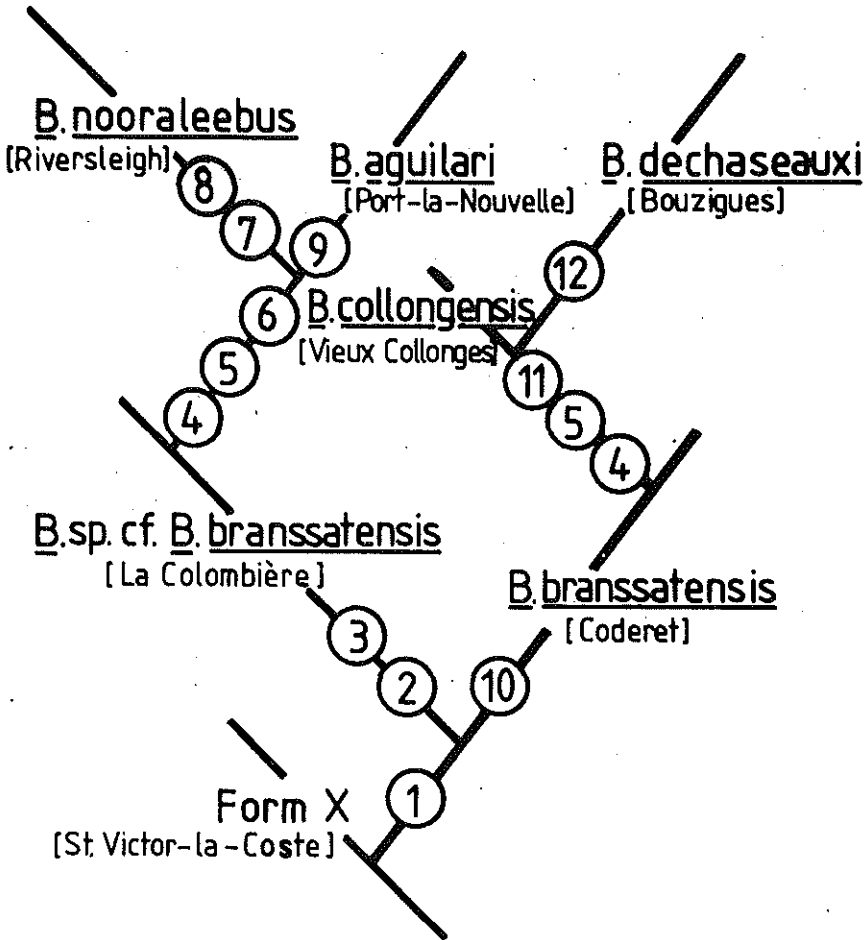 B. nooraleebus
[Riversleigh]
8
7
B. aguilari
[Port-la-Nouvelle]
9
6
5
4
B. dechaseauxi
[Bouzigues]
12
B. collongensis
[Vieux Collonges]
11
5
4
B. sp. cf. B. branssatensis
[La Colombière]
3
2
B. branssatensis
[Coderet]
10
1
Form X
[St. Victor-la-Coste]